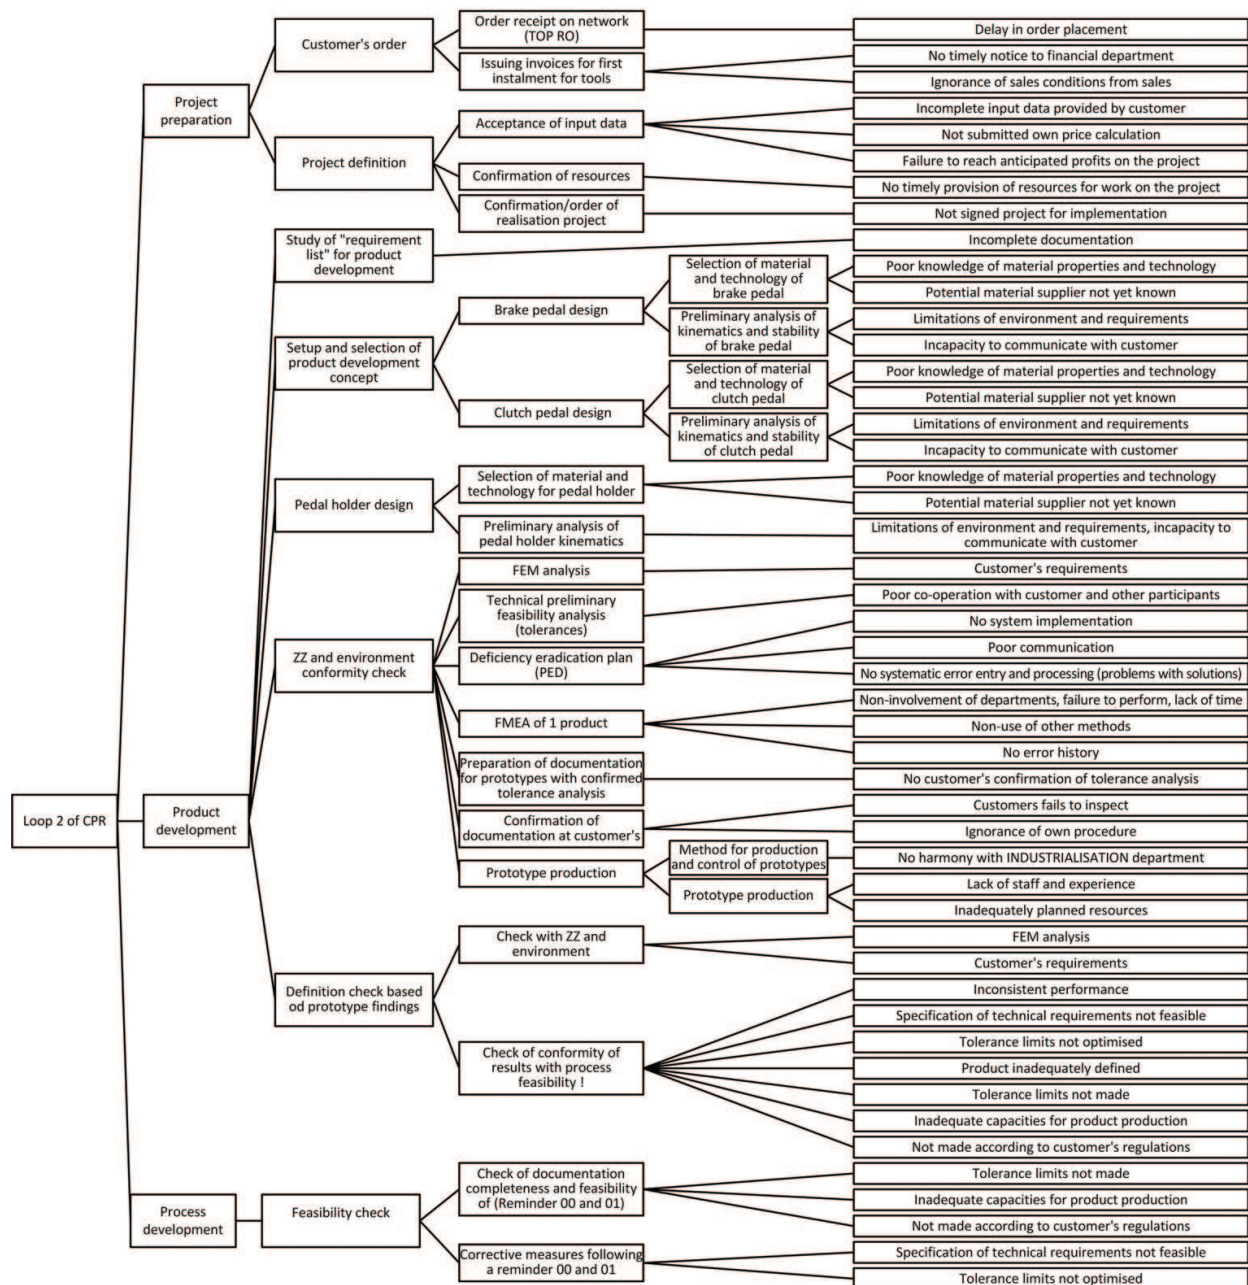 Loop 2 of CPR
Project
preparation
Customer's order
Order receipt on network
(TOP RO)
Delay in order placement
Issuing invoices for first
instalment for tools
No timely notice to financial department
Ignorance of sales conditions from sales
Project definition
Acceptance of input data
Incomplete input data provided by customer
Not submitted own price calculation
Failure to reach anticipated profits on the project
Confirmation of resources
No timely provision of resources for work on the project
Confirmation/order of
realisation project
Not signed project for implementation
Product
development
Study of "requirement
list" for product
development
Incomplete documentation
Setup and selection of
product development
concept
Brake pedal design
Selection of material
and technology of
brake pedal
Poor knowledge of material properties and technology
Potential material supplier not yet known
Preliminary analysis of
kinematics and stability
of brake pedal
Limitations of environment and requirements
Incapacity to communicate with customer
Clutch pedal design
Selection of material
and technology of
clutch pedal
Poor knowledge of material properties and technology
Potential material supplier not yet known
Preliminary analysis of
kinematics and stability
of clutch pedal
Limitations of environment and requirements
Incapacity to communicate with customer
Pedal holder design
Selection of material and
technology for pedal holder
Poor knowledge of material properties and technology
Potential material supplier not yet known
Preliminary analysis of
pedal holder kinematics
Limitations of environment and requirements, incapacity to
communicate with customer
ZZ and environment
conformity check
FEM analysis
Customer's requirements
Technical preliminary
feasibility analysis
(tolerances)
Poor co-operation with customer and other participants
Deficiency eradication plan
(PED)
No system implementation
Poor communication
No systematic error entry and processing (problems with solutions)
FMEA of 1 product
Non-involvement of departments, failure to perform, lack of time
Non-use of other methods
No error history
Preparation of documentation
for prototypes with confirmed
tolerance analysis
No customer's confirmation of tolerance analysis
Confirmation of
documentation at customer's
Customers fails to inspect
Ignorance of own procedure
Prototype production
Method for production
and control of prototypes
No harmony with INDUSTRIALISATION department
Prototype production
Lack of staff and experience
Inadequately planned resources
Definition check based
od prototype findings
Check with ZZ and
environment
FEM analysis
Customer's requirements
Check of conformity of
results with process
feasibility !
Inconsistent performance
Specification of technical requirements not feasible
Tolerance limits not optimised
Product inadequately defined
Tolerance limits not made
Inadequate capacities for product production
Not made according to customer's regulations
Process
development
Feasibility check
Check of documentation
completeness and feasibility
of (Reminder 00 and 01)
Tolerance limits not made
Inadequate capacities for product production
Not made according to customer's regulations
Corrective measures following
a reminder 00 and 01
Specification of technical requirements not feasible
Tolerance limits not optimised